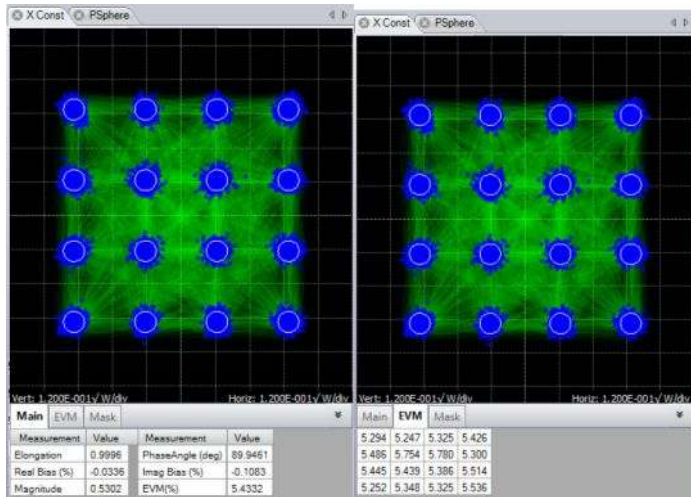 X Const PSphere
Vert: 1.200E-001√ W/div Horiz: 1.200E-001√ W/div
Main EVM Mask
Measurement Value Measurement Value
Elongation 0.9996 PhaseAngle (deg) 89.9461
Real Bias (%) -0.0336 Imag Bias (%) -0.1083
Magnitude 0.5302 EVM(%) 5.4332
X Const PSphere
Vert: 1.200E-001√ W/div Horiz: 1.200E-001√ W/div
Main EVM Mask
5.294 5.247 5.325 5.426
5.486 5.754 5.780 5.300
5.445 5.439 5.386 5.514
5.252 5.348 5.325 5.536